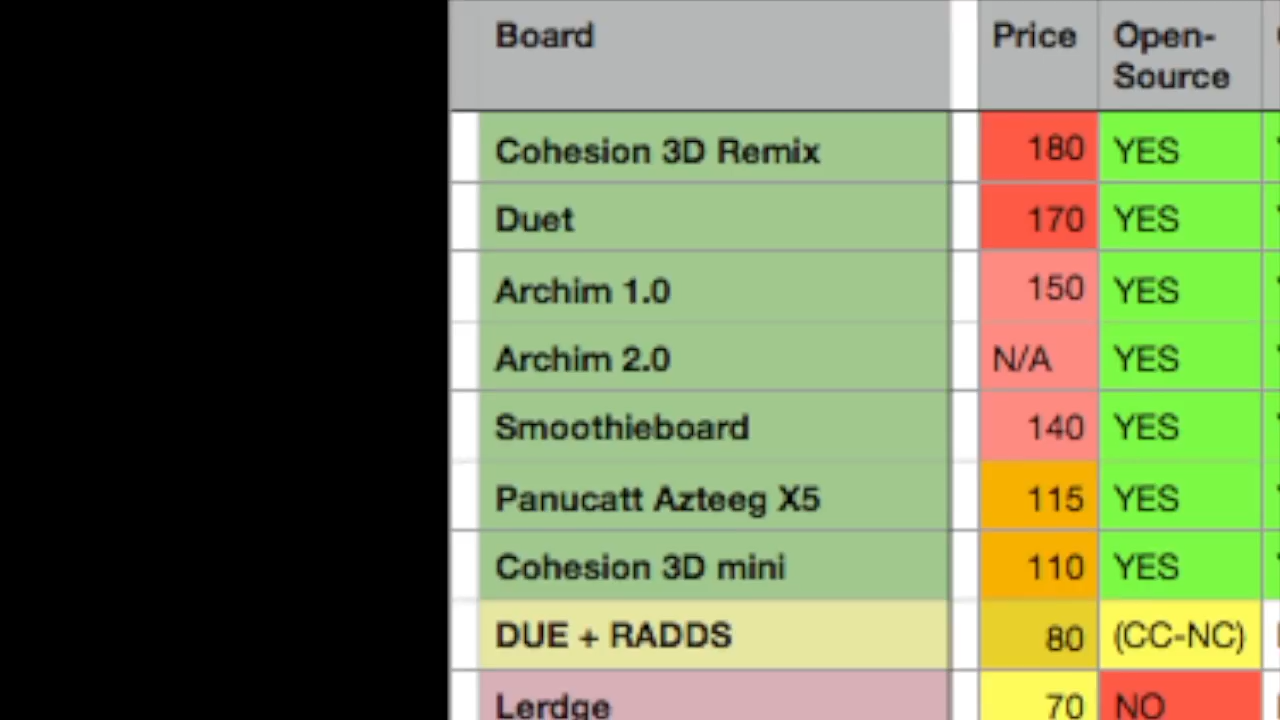 Board Price Open-Source
Cohesion 3D Remix 180 YES
Duet 170 YES
Archim 1.0 150 YES
Archim 2.0 N/A YES
Smoothieboard 140 YES
Panucatt Azteeg X5 115 YES
Cohesion 3D mini 110 YES
DUE + RADDS 80 (CC-NC)
Lerdge 70 NO